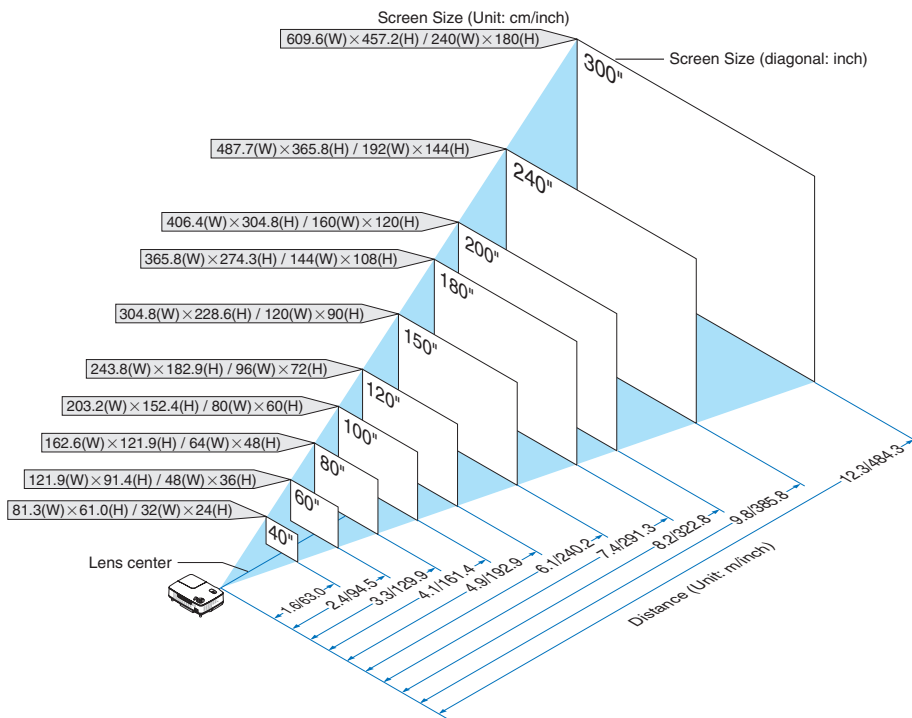 Screen Size (Unit: cm/inch)
609.6(W)×457.2(H) / 240(W)×180(H)
Screen Size (diagonal: inch)
300"
487.7(W)×365.8(H) / 192(W)×144(H)
240"
406.4(W)×304.8(H) / 160(W)×120(H)
200"
365.8(W)×274.3(H) / 144(W)×108(H)
180"
304.8(W)×228.6(H) / 120(W)×90(H)
150"
243.8(W)×182.9(H) / 96(W)×72(H)
120"
203.2(W)×152.4(H) / 80(W)×60(H)
100"
162.6(W)×121.9(H) / 64(W)×48(H)
80"
121.9(W)×91.4(H) / 48(W)×36(H)
60"
81.3(W)×61.0(H) / 32(W)×24(H)
40"
Lens center
1.6/63.0
2.4/94.5
3.3/129.9
4.1/161.4
4.9/192.9
6.1/240.2
7.4/291.3
8.2/322.8
9.8/385.8
12.3/484.3
Distance (Unit: m/inch)